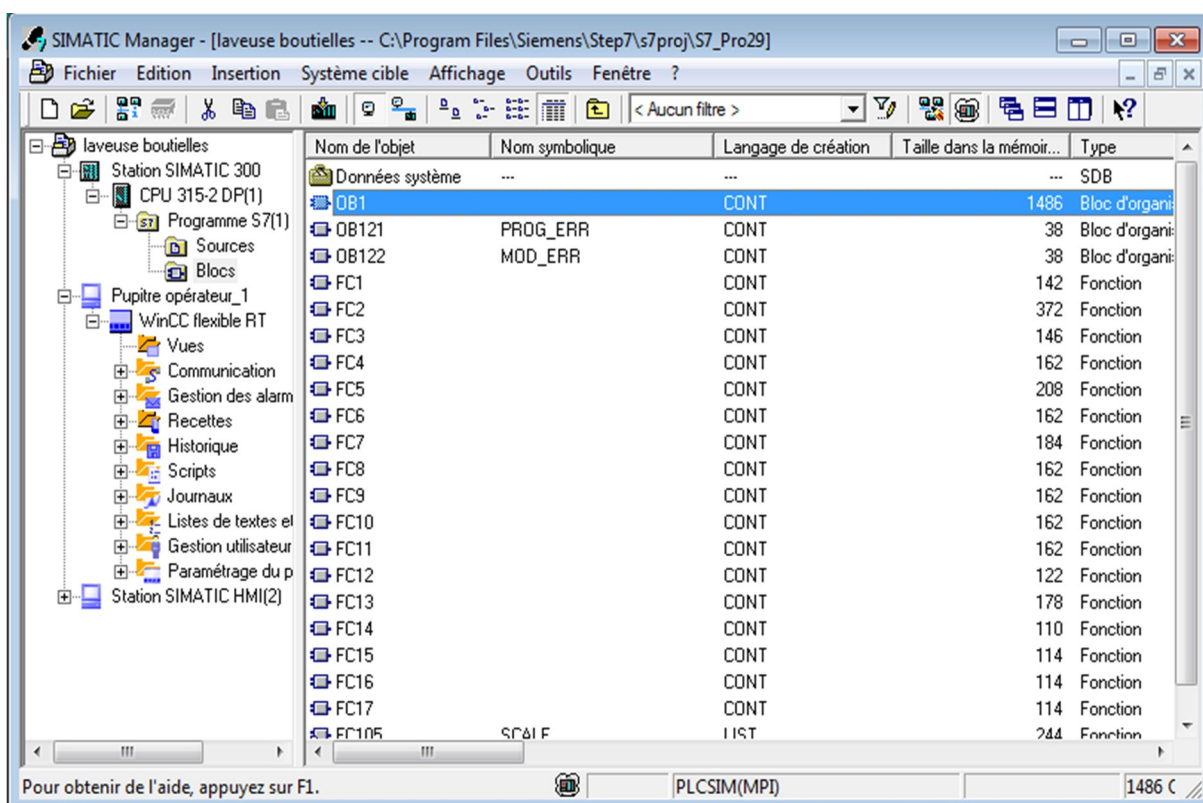 SIMATIC Manager - [laveuse boutielles -- C:\Program Files\Siemens\Step7\s7proj\S7_Pro29]
Fichier Edition Insertion Système cible Affichage Outils Fenêtre ?
< Aucun filtre >
laveuse boutielles
Station SIMATIC 300
CPU 315-2 DP(1)
Programme S7(1)
Sources
Blocs
Pupitre opérateur_1
WinCC flexible RT
Vues
Communication
Gestion des alarm
Recettes
Historique
Scripts
Journaux
Listes de textes et
Gestion utilisateur
Paramétrage du p
Station SIMATIC HMI(2)
Nom de l'objet Nom symbolique Langage de création Taille dans la mémoir... Type
Données système --- --- --- SDB
OB1 CONT 1486 Bloc d'organis
OB121 PROG_ERR CONT 38 Bloc d'organis
OB122 MOD_ERR CONT 38 Bloc d'organis
FC1 CONT 142 Fonction
FC2 CONT 372 Fonction
FC3 CONT 146 Fonction
FC4 CONT 162 Fonction
FC5 CONT 208 Fonction
FC6 CONT 162 Fonction
FC7 CONT 184 Fonction
FC8 CONT 162 Fonction
FC9 CONT 162 Fonction
FC10 CONT 162 Fonction
FC11 CONT 162 Fonction
FC12 CONT 122 Fonction
FC13 CONT 178 Fonction
FC14 CONT 110 Fonction
FC15 CONT 114 Fonction
FC16 CONT 114 Fonction
FC17 CONT 114 Fonction
FC105 SCALE LIST 244 Fonction
Pour obtenir de l'aide, appuyez sur F1. PLCSIM(MPI) 1486 C